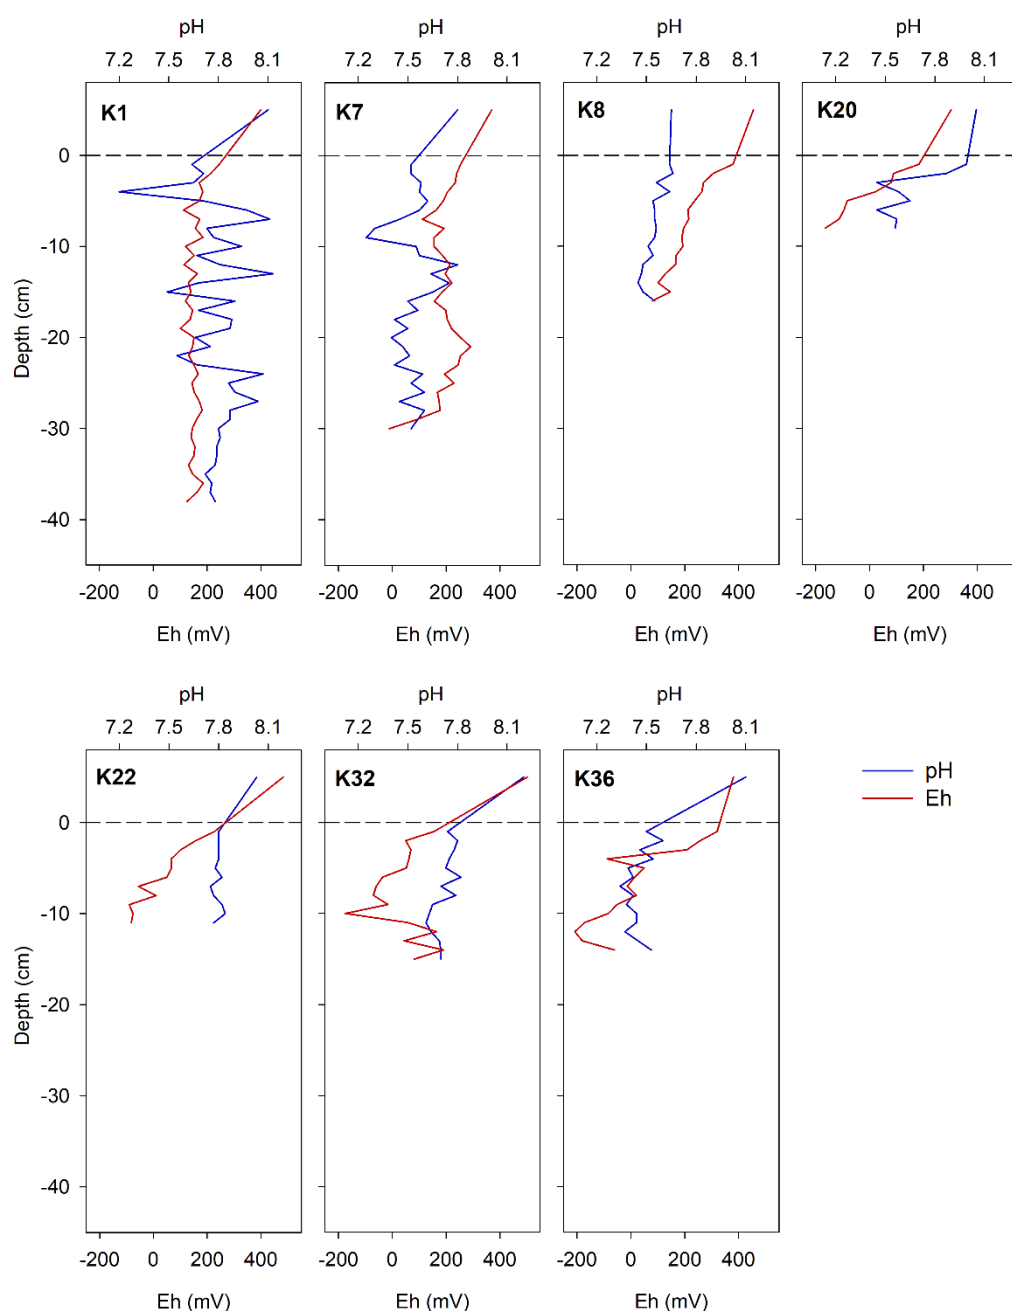 pH pH pH pH
7.2 7.5 7.8 8.1 7.2 7.5 7.8 8.1 7.2 7.5 7.8 8.1 7.2 7.5 7.8 8.1
K1 K7 K8 K20
0
-10
-20
-30
-40
Depth (cm)
-200 0 200 400 -200 0 200 400 -200 0 200 400 -200 0 200 400
Eh (mV) Eh (mV) Eh (mV) Eh (mV)
pH pH pH
7.2 7.5 7.8 8.1 7.2 7.5 7.8 8.1 7.2 7.5 7.8 8.1
K22 K32 K36
pH
Eh
0
-10
-20
-30
-40
Depth (cm)
-200 0 200 400 -200 0 200 400 -200 0 200 400
Eh (mV) Eh (mV) Eh (mV)